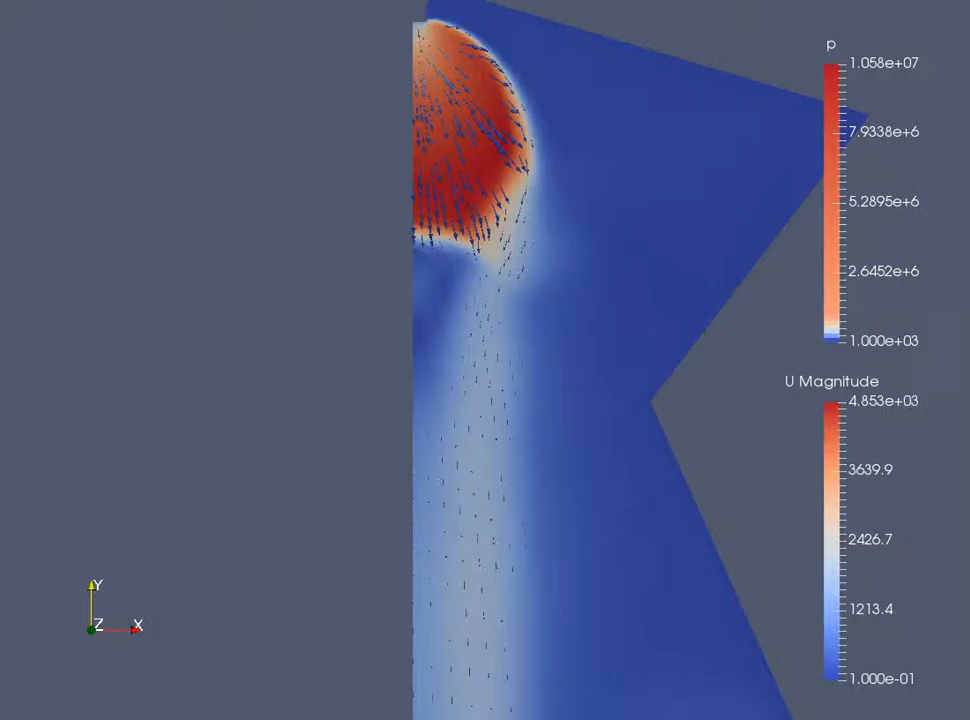 p
1.058e+07
7.9338e+6
5.2895e+6
2.6452e+6
1.000e+03
U Magnitude
4.853e+03
3639.9
2426.7
1213.4
1.000e-01
Y
Z X